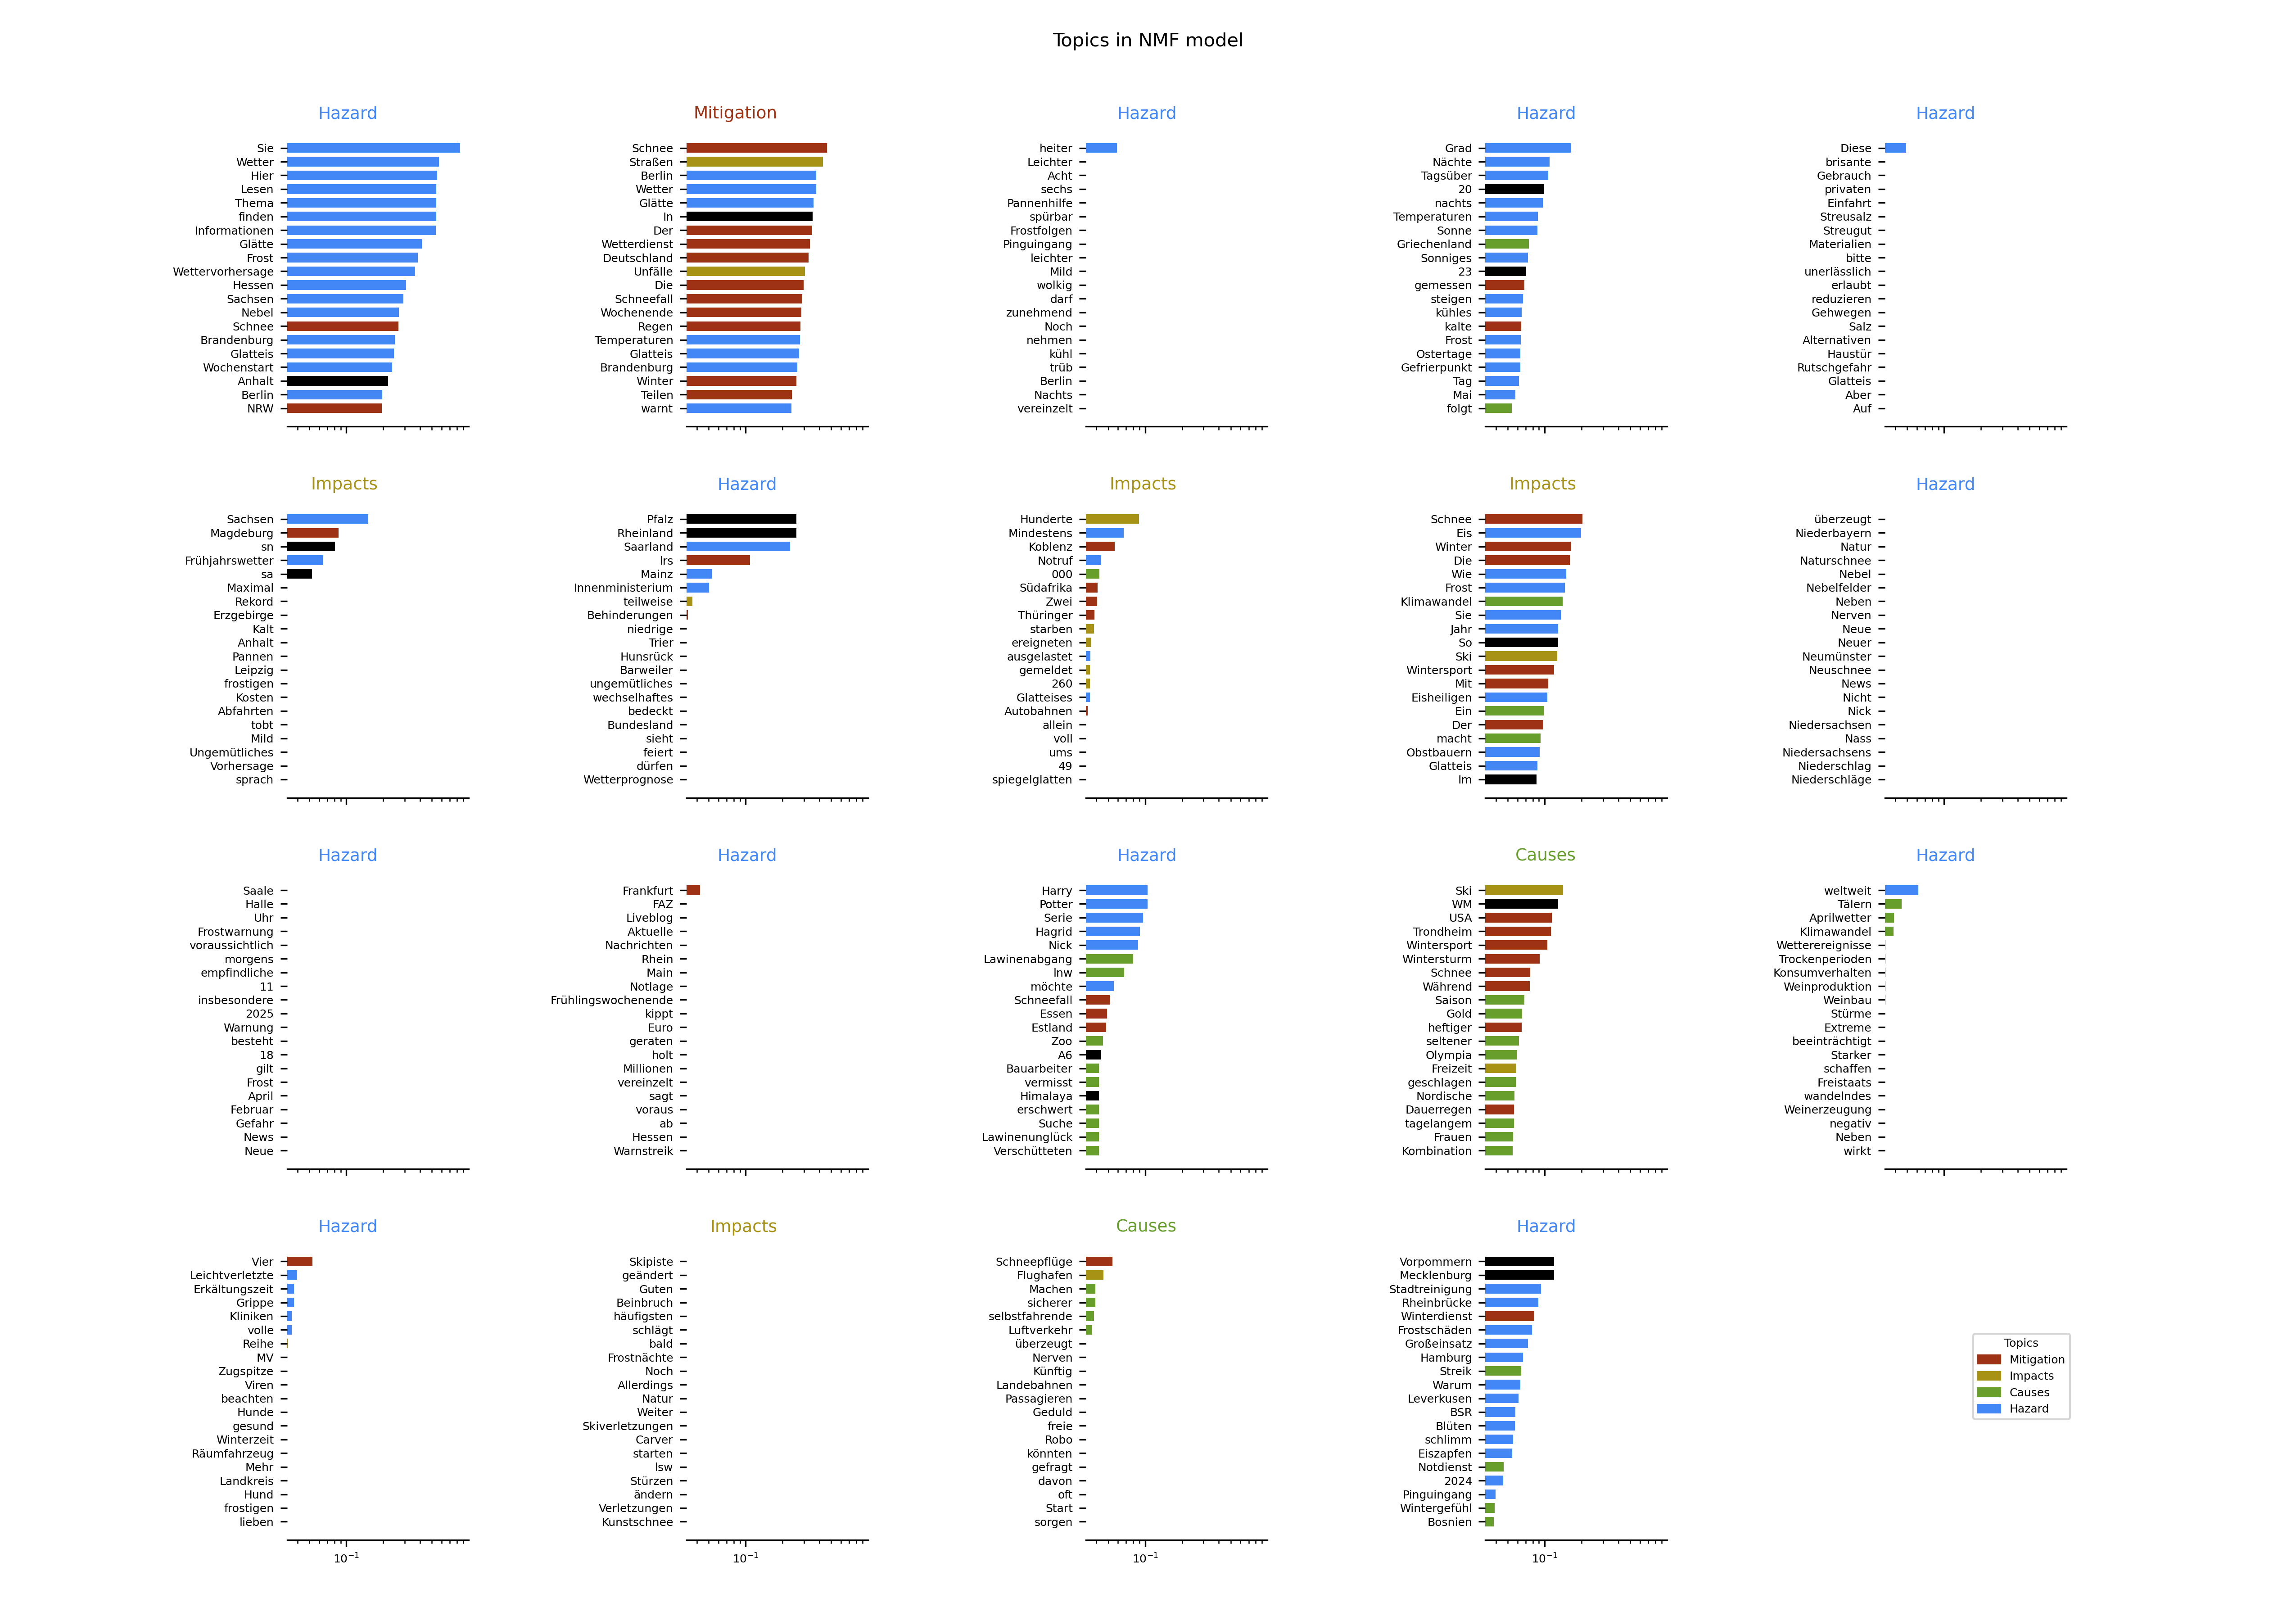 Topics in NMF model
Hazard
Sie
Wetter
Hier
Lesen
Thema
finden
Informationen
Glätte
Frost
Wettervorhersage
Hessen
Sachsen
Nebel
Schnee
Brandenburg
Glatteis
Wochenstart
Anhalt
Berlin
NRW
Mitigation
Schnee
Straßen
Berlin
Wetter
Glätte
In
Der
Wetterdienst
Deutschland
Unfälle
Die
Schneefall
Wochenende
Regen
Temperaturen
Glatteis
Brandenburg
Winter
Teilen
warnt
Hazard
heiter
Leichter
Acht
sechs
Pannenhilfe
spürbar
Frostfolgen
Pinguingang
leichter
Mild
wolkig
darf
zunehmend
Noch
nehmen
kühl
trüb
Berlin
Nachts
vereinzelt
Hazard
Grad
Nächte
Tagsüber
20
nachts
Temperaturen
Sonne
Griechenland
Sonniges
23
gemessen
steigen
kühles
kalte
Frost
Ostertage
Gefrierpunkt
Tag
Mai
folgt
Hazard
Diese
brisante
Gebrauch
privaten
Einfahrt
Streusalz
Streugut
Materialien
bitte
unerlässlich
erlaubt
reduzieren
Gehwegen
Salz
Alternativen
Haustür
Rutschgefahr
Glatteis
Aber
Auf
Impacts
Sachsen
Magdeburg
sn
Frühjahrswetter
sa
Maximal
Rekord
Erzgebirge
Kalt
Anhalt
Pannen
Leipzig
frostigen
Kosten
Abfahrten
tobt
Mild
Ungemütliches
Vorhersage
sprach
Hazard
Pfalz
Rheinland
Saarland
lrs
Mainz
Innenministerium
teilweise
Behinderungen
niedrige
Trier
Hunsrück
Barweiler
ungemütliches
wechselhaftes
bedeckt
Bundesland
sieht
feiert
dürfen
Wetterprognose
Impacts
Hunderte
Mindestens
Koblenz
Notruf
000
Südafrika
Zwei
Thüringer
starben
ereigneten
ausgelastet
gemeldet
260
Glatteises
Autobahnen
allein
voll
ums
49
spiegelglatten
Impacts
Schnee
Eis
Winter
Die
Wie
Frost
Klimawandel
Sie
Jahr
So
Ski
Wintersport
Mit
Eisheiligen
Ein
Der
macht
Obstbauern
Glatteis
Im
Hazard
überzeugt
Niederbayern
Natur
Naturschnee
Nebel
Nebelfelder
Neben
Nerven
Neue
Neuer
Neumünster
Neuschnee
News
Nicht
Nick
Niedersachsen
Nass
Niedersachsens
Niederschlag
Niederschläge
Hazard
Saale
Halle
Uhr
Frostwarnung
voraussichtlich
morgens
empfindliche
11
insbesondere
2025
Warnung
besteht
18
gilt
Frost
April
Februar
Gefahr
News
Neue
Hazard
Frankfurt
FAZ
Liveblog
Aktuelle
Nachrichten
Rhein
Main
Notlage
Frühlingswochenende
kippt
Euro
geraten
holt
Millionen
vereinzelt
sagt
voraus
ab
Hessen
Warnstreik
Hazard
Harry
Potter
Serie
Hagrid
Nick
Lawinenabgang
lnw
möchte
Schneefall
Essen
Estland
Zoo
A6
Bauarbeiter
vermisst
Himalaya
erschwert
Suche
Lawinenunglück
Verschütteten
Causes
Ski
WM
USA
Trondheim
Wintersport
Wintersturm
Schnee
Während
Saison
Gold
heftiger
seltener
Olympia
Freizeit
geschlagen
Nordische
Dauerregen
tagelangem
Frauen
Kombination
Hazard
weltweit
Tälern
Aprilwetter
Klimawandel
Wetterereignisse
Trockenperioden
Konsumverhalten
Weinproduktion
Weinbau
Stürme
Extreme
beeinträchtigt
Starker
schaffen
Freistaats
wandelndes
Weinerzeugung
negativ
Neben
wirkt
Hazard
Vier
Leichtverletzte
Erkältungszeit
Grippe
Kliniken
volle
Reihe
MV
Zugspitze
Viren
beachten
Hunde
gesund
Winterzeit
Räumfahrzeug
Mehr
Landkreis
Hund
frostigen
lieben
10⁻¹
Impacts
Skipiste
geändert
Guten
Beinbruch
häufigsten
schlägt
bald
Frostnächte
Noch
Allerdings
Natur
Weiter
Skiverletzungen
Carver
starten
lsw
Stürzen
ändern
Verletzungen
Kunstschnee
10⁻¹
Causes
Schneepflüge
Flughafen
Machen
sicherer
selbstfahrende
Luftverkehr
überzeugt
Nerven
Künftig
Landebahnen
Passagieren
Geduld
freie
Robo
könnten
gefragt
davon
oft
Start
sorgen
10⁻¹
Hazard
Vorpommern
Mecklenburg
Stadtreinigung
Rheinbrücke
Winterdienst
Frostschäden
Großeinsatz
Hamburg
Streik
Warum
Leverkusen
BSR
Blüten
schlimm
Eiszapfen
Notdienst
2024
Pinguingang
Wintergefühl
Bosnien
10⁻¹
Topics
Mitigation
Impacts
Causes
Hazard